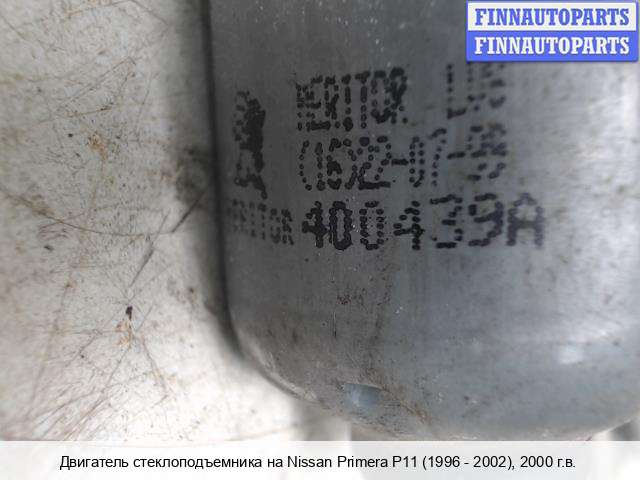 FINNAUTOPARTS
FINNAUTOPARTS
MERITOR
400439A
Двигатель стеклоподъемника на Nissan Primera P11 (1996 - 2002), 2000 г.в.